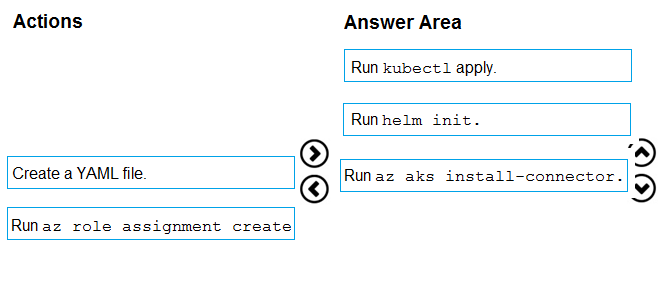 Actions
Answer Area
Run kubectl apply.
Run helm init.
Create a YAML file.
Run az aks install-connector.
Run az role assignment create